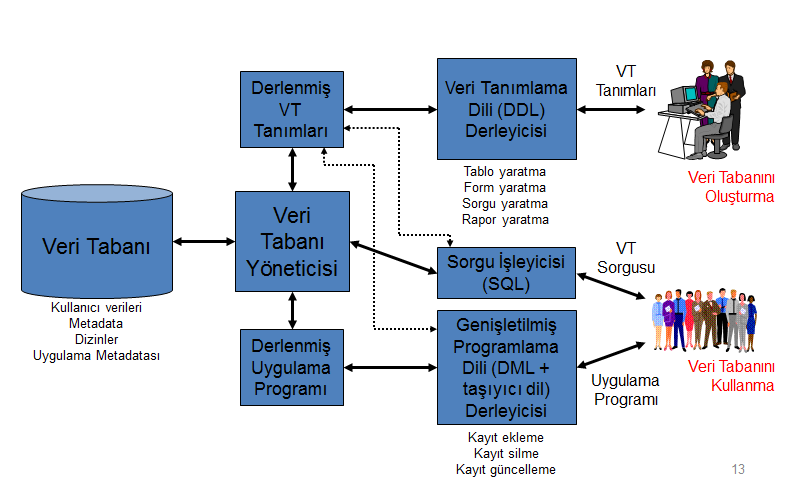 Derlenmiş
VT
Tanımları
Veri Tanımlama
Dili (DDL)
Derleyicisi
VT
Tanımları
Tablo yaratma
Form yaratma
Sorgu yaratma
Rapor yaratma
Veri Tabanını
Oluşturma
Veri Tabanı
Kullanıcı verileri
Metadata
Dizinler
Uygulama Metadatası
Veri
Tabanı
Yöneticisi
Sorgu İşleyicisi
(SQL)
VT
Sorgusu
Derlenmiş
Uygulama
Programı
Genişletilmiş
Programlama
Dili (DML +
taşıyıcı dil)
Derleyicisi
Uygulama
Programı
Veri Tabanını
Kullanma
Kayıt ekleme
Kayıt silme
Kayıt güncelleme
13